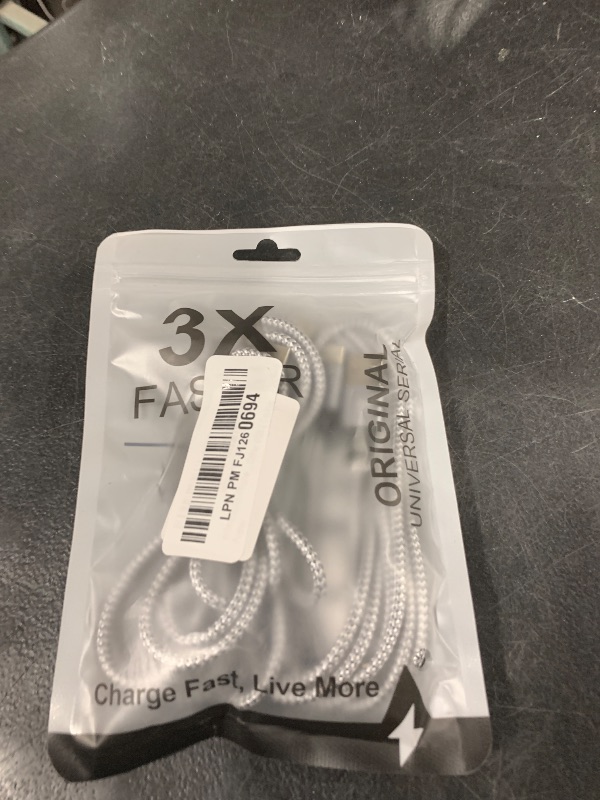 3X
FAS R
LPN PM FJ126 0694
ORIGINAL
UNIVERSAL SERIAL
Charge Fast, Live More